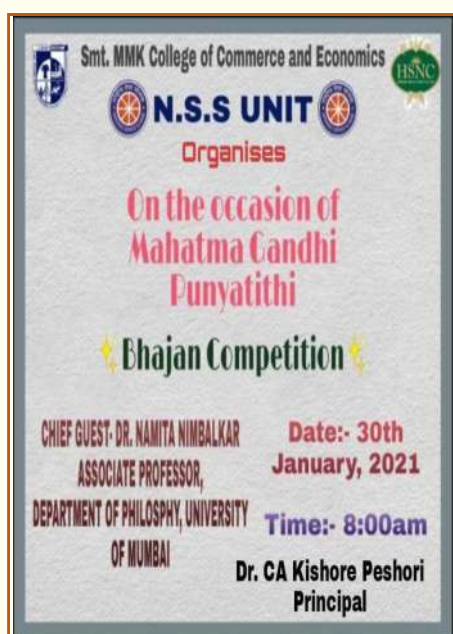 Smt. MMK College of Commerce and Economics
HSNC
N.S.S UNIT
Organises
On the occasion of
Mahatma Gandhi
Punyatithi
Bhajan Competition
CHIEF GUEST- DR. NAMITA NIMBALKAR
ASSOCIATE PROFESSOR,
DEPARTMENT OF PHILOSPHY, UNIVERSITY
OF MUMBAI
Date:- 30th
January, 2021
Time:- 8:00am
Dr. CA Kishore Peshori
Principal